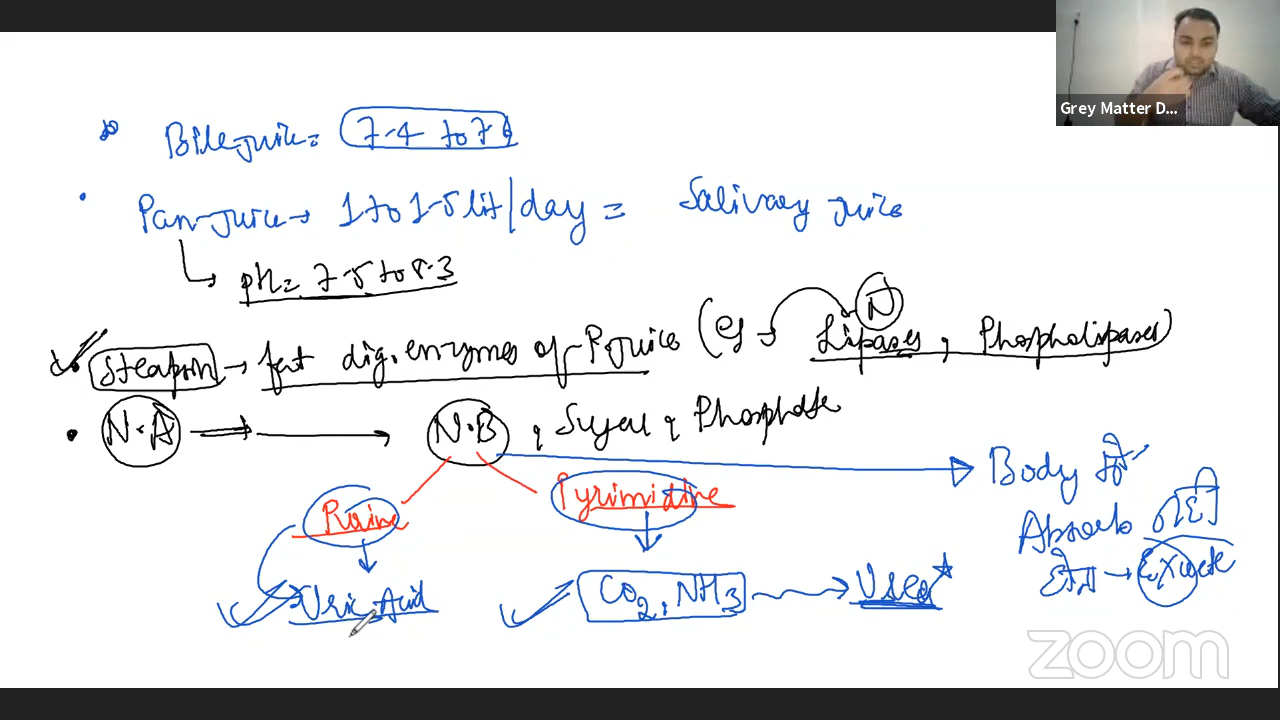 Grey Matter D...
Bile juice = 7.4 to 7.9
Pan-juice → 1 to 1.5 lit/day = Salivary juice
pH = 7.5 to 8.3
N
Steapsin → fat dig. enzymes of P. juice (eg → Lipases, Phospholipases)
N.A → N.B, Sugar, Phosphate
Body
Purine Pyrimidine
Absorb
→ Excrete
Uric Acid CO2, NH3 → Urea
zoom